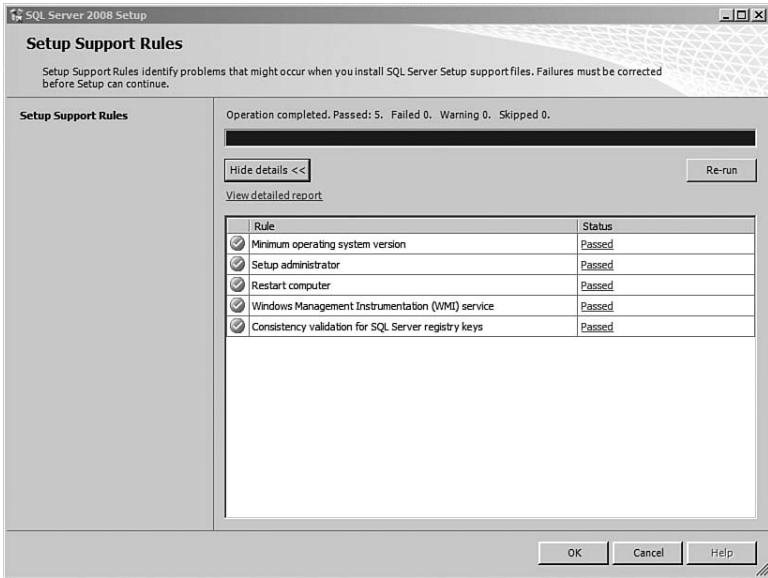 SQL Server 2008 Setup
Setup Support Rules
Setup Support Rules identify problems that might occur when you install SQL Server Setup support files. Failures must be corrected
before Setup can continue.
Setup Support Rules
Operation completed. Passed: 5. Failed 0. Warning 0. Skipped 0.
Hide details <<
Re-run
View detailed report
Rule Status
Minimum operating system version Passed
Setup administrator Passed
Restart computer Passed
Windows Management Instrumentation (WMI) service Passed
Consistency validation for SQL Server registry keys Passed
OK Cancel Help